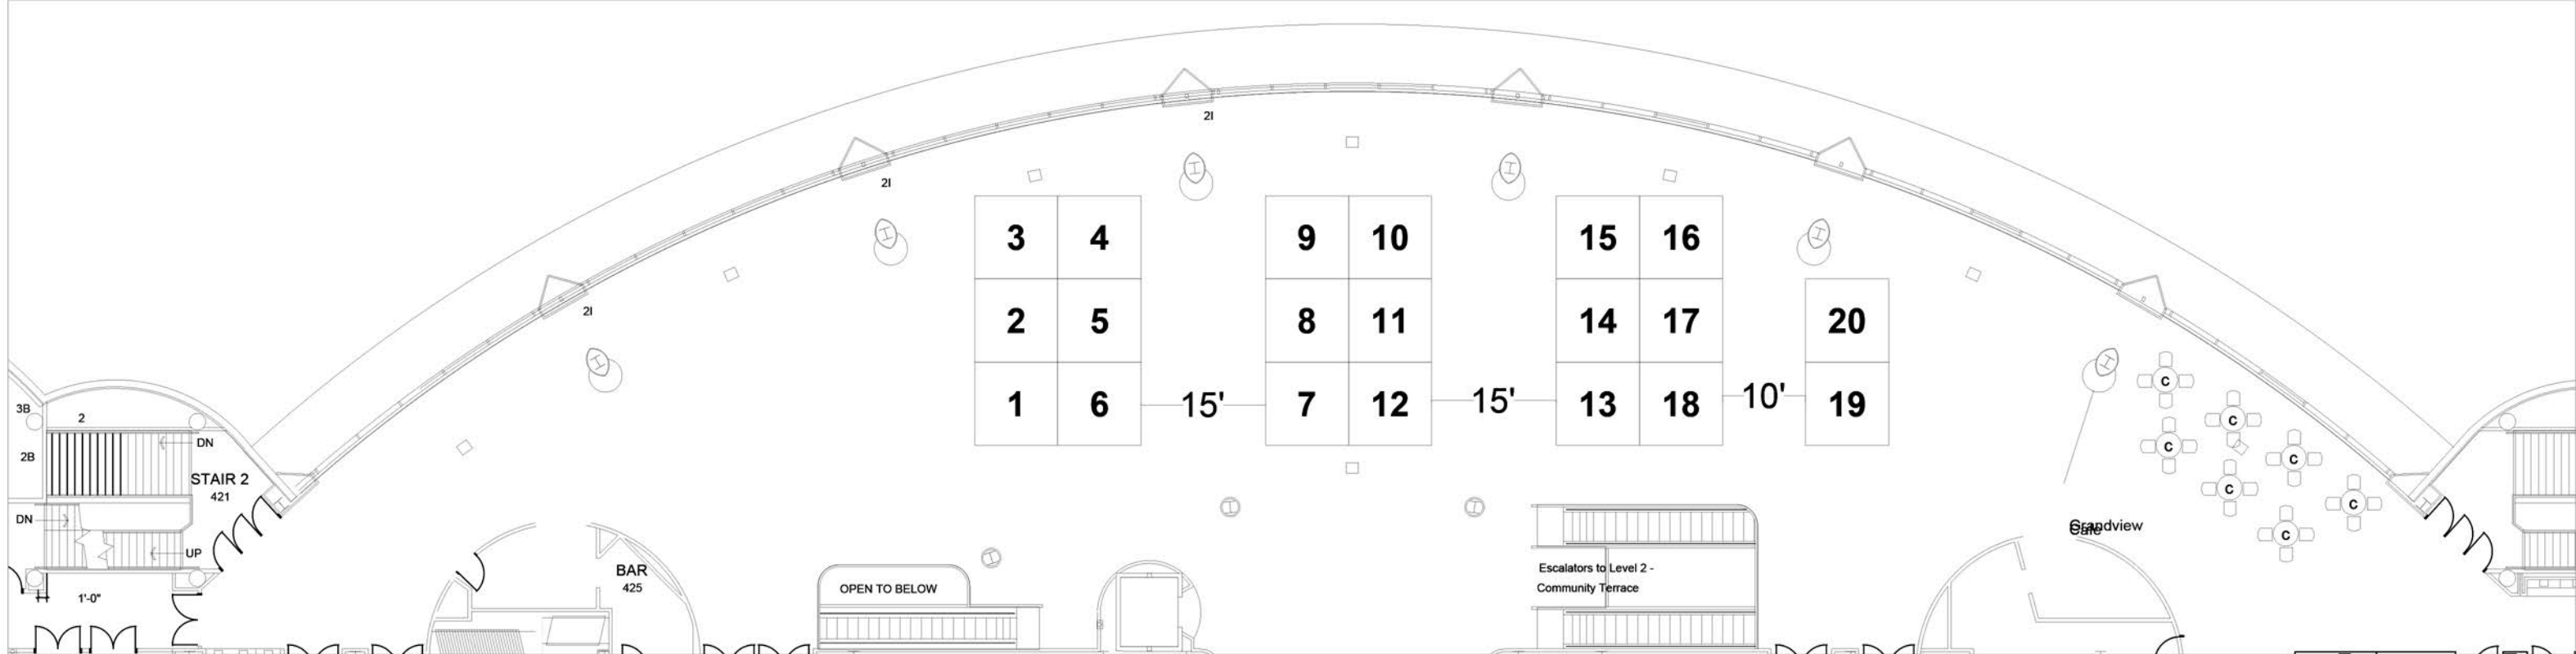 2I
2I
2I
3 4 9 10 15 16
2 5 8 11 14 17 20
1 6 15' 7 12 15' 13 18 10' 19
3B
2
DN
2B
STAIR 2
421
DN
UP
1'-0"
BAR
425
OPEN TO BELOW
Escalators to Level 2 -
Community Terrace
Grandview
Cafe
C
C
C
C
C
C
C